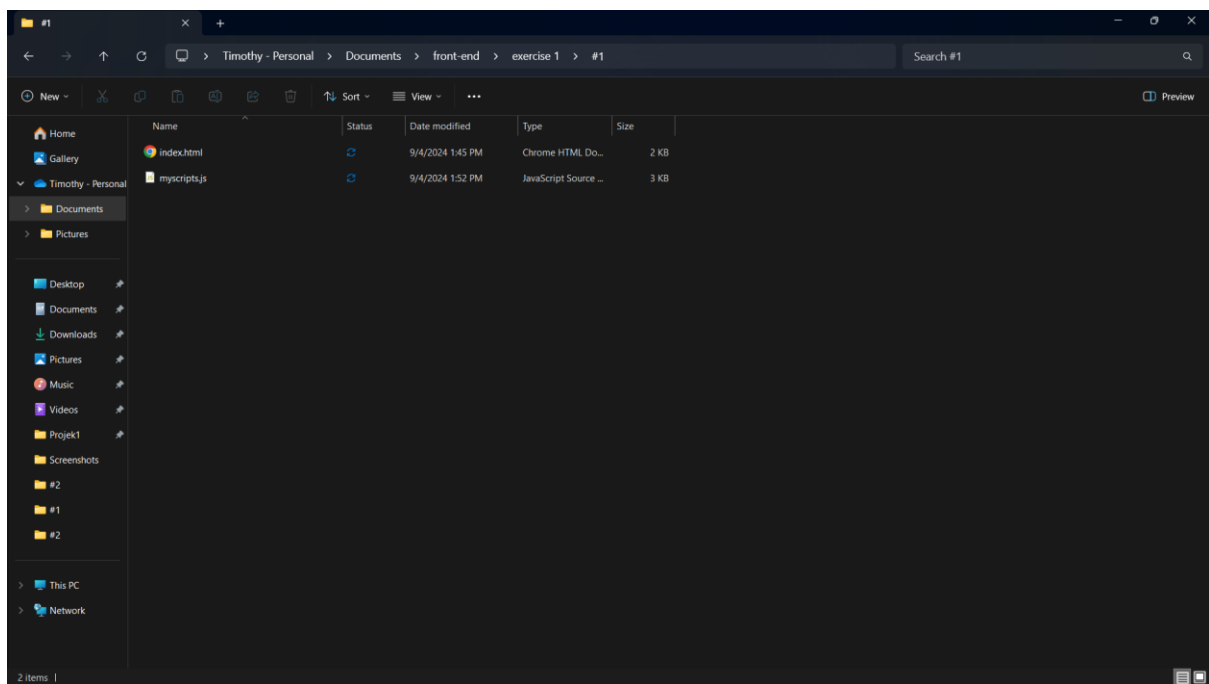 #1
Timothy - Personal > Documents > front-end > exercise 1 > #1
Search #1
New
Sort
View
Preview
Name Status Date modified Type Size
index.html 9/4/2024 1:45 PM Chrome HTML Do... 2 KB
myscripts.js 9/4/2024 1:52 PM JavaScript Source ... 3 KB
Home
Gallery
Timothy - Personal
Documents
Pictures
Desktop
Documents
Downloads
Pictures
Music
Videos
Projek1
Screenshots
#2
#1
#2
This PC
Network
2 items